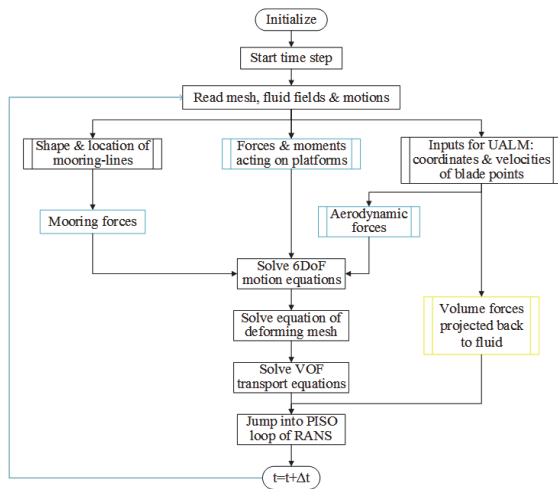 Initialize
Start time step
Read mesh, fluid fields & motions
Shape & location of
mooring-lines
Forces & moments
acting on platforms
Inputs for UALM:
coordinates & velocities
of blade points
Mooring forces
Aerodynamic
forces
Solve 6DoF
motion equations
Solve equation of
deforming mesh
Volume forces
projected back
to fluid
Solve VOF
transport equations
Jump into PISO
loop of RANS
t=t+Δt